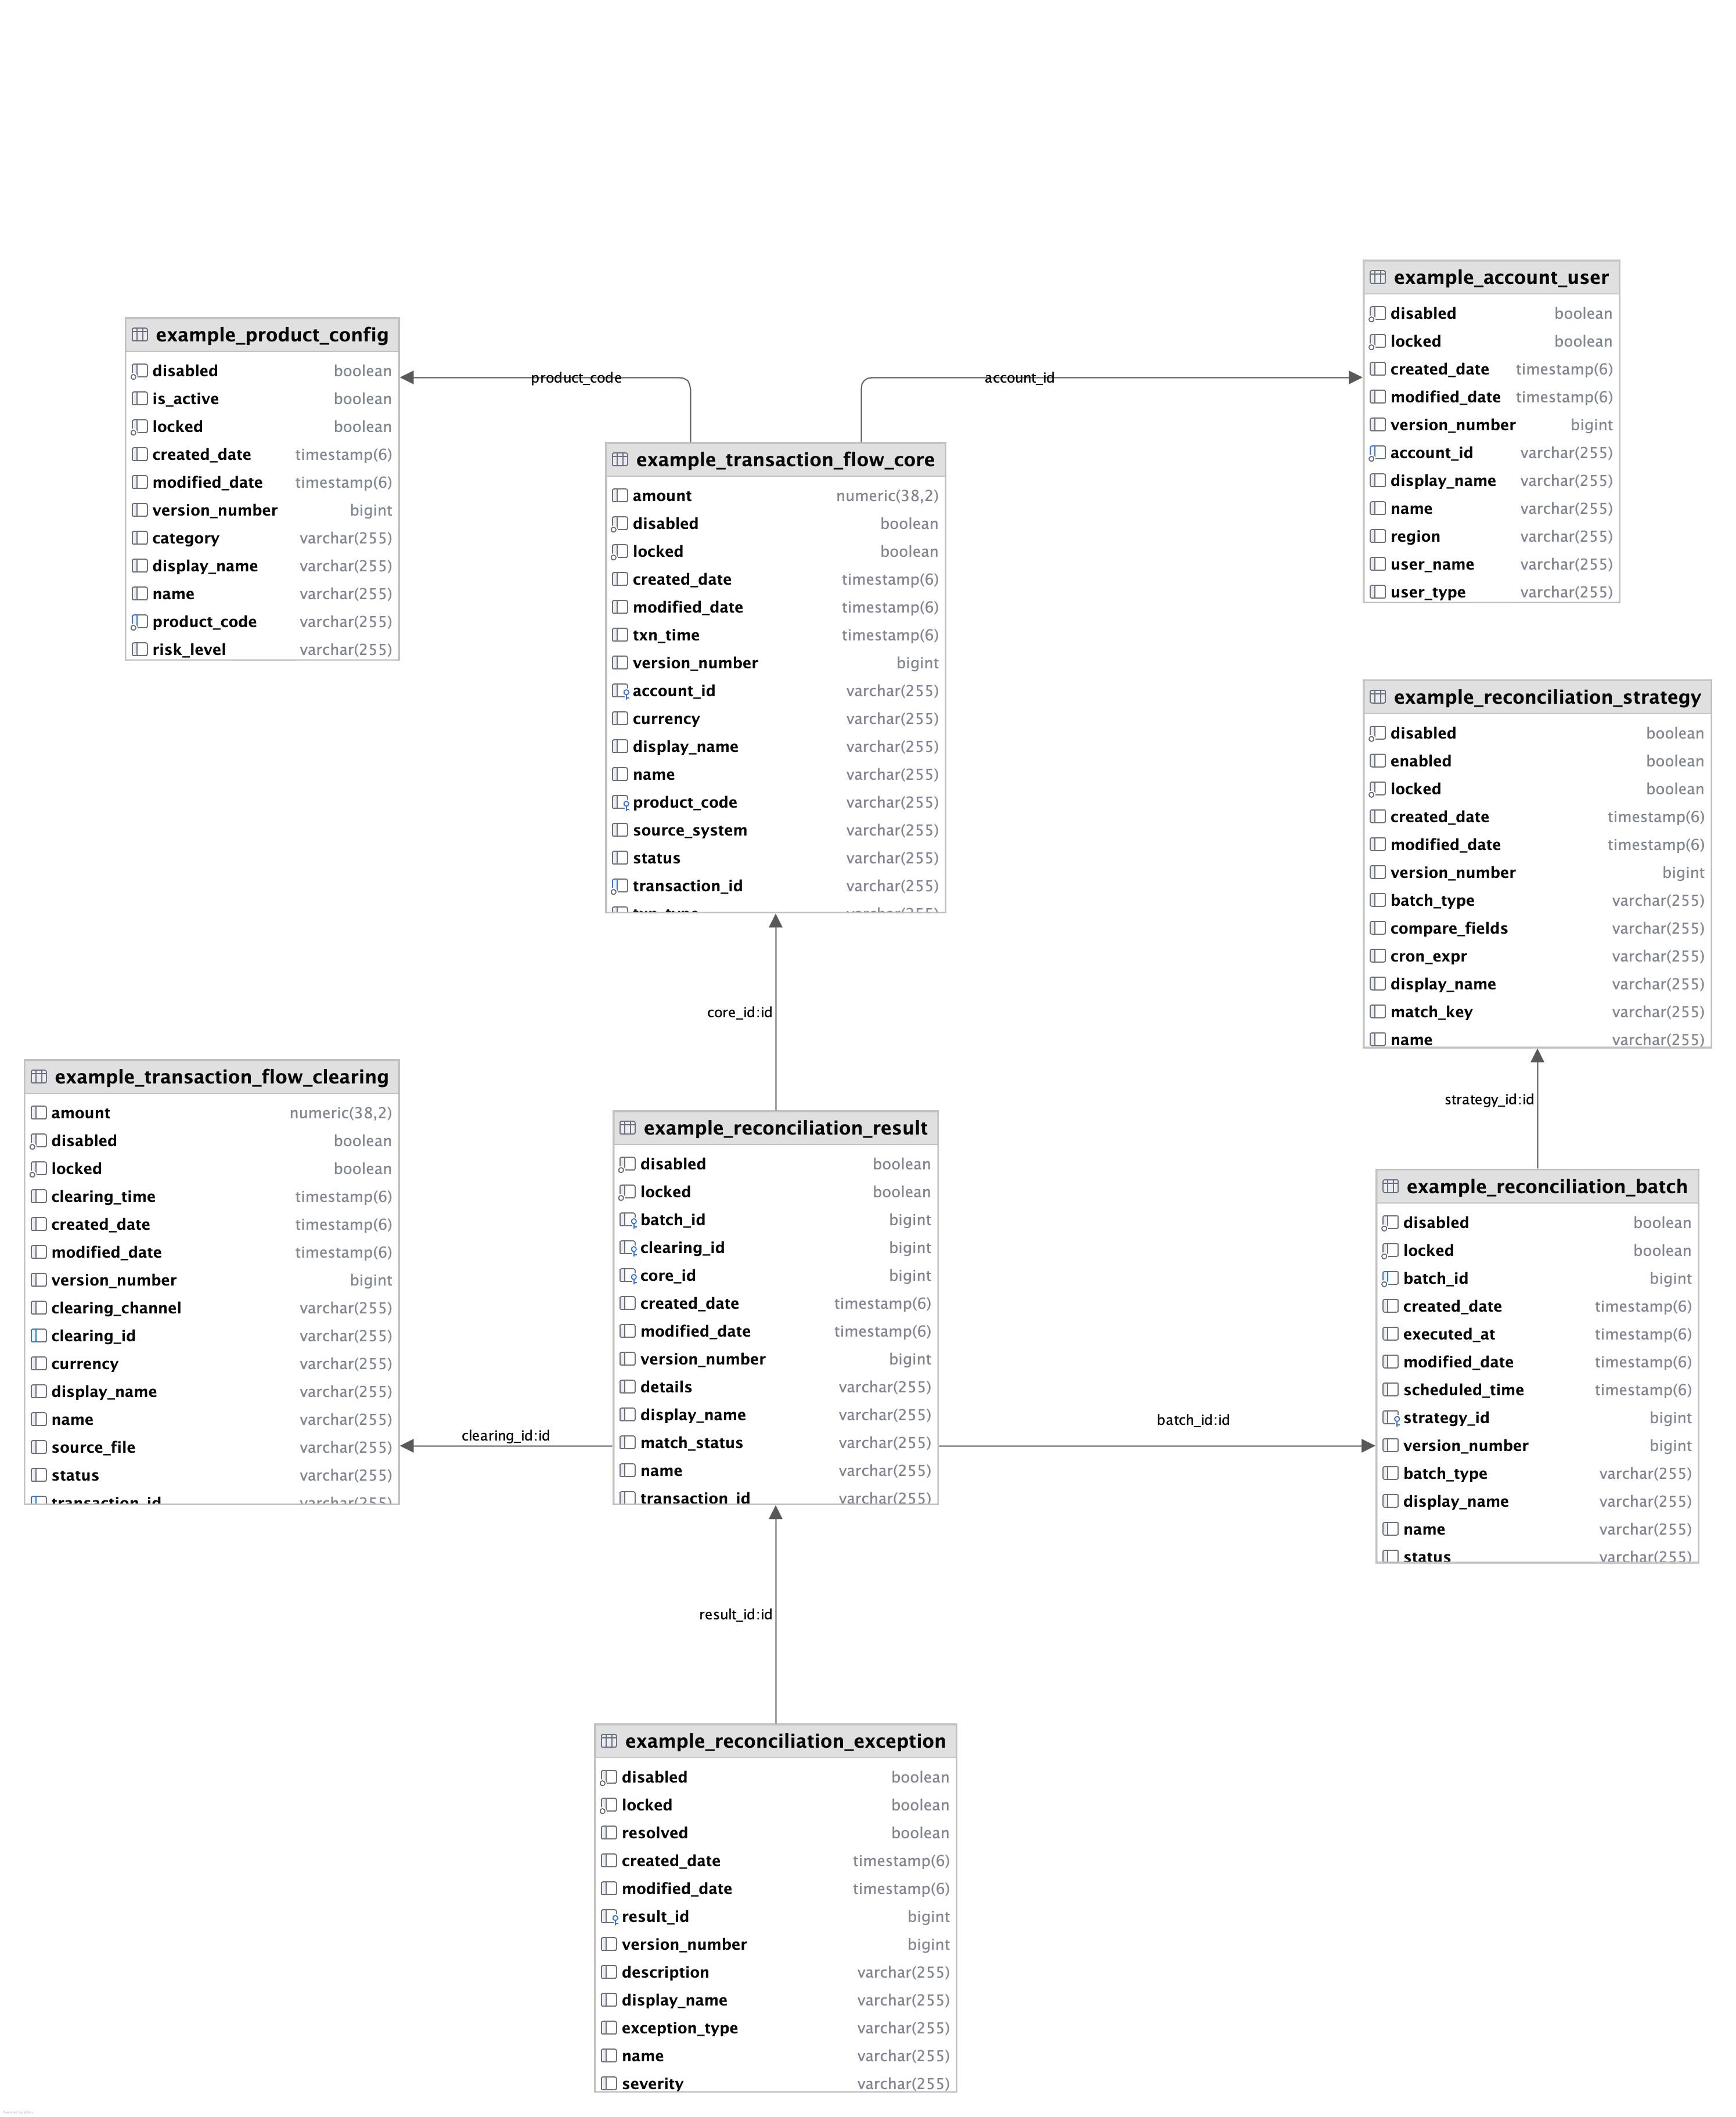 example_account_user
disabled boolean
locked boolean
created_date timestamp(6)
modified_date timestamp(6)
version_number bigint
account_id varchar(255)
display_name varchar(255)
name varchar(255)
region varchar(255)
user_name varchar(255)
user_type varchar(255)
example_product_config
disabled boolean
is_active boolean
locked boolean
created_date timestamp(6)
modified_date timestamp(6)
version_number bigint
category varchar(255)
display_name varchar(255)
name varchar(255)
product_code varchar(255)
risk_level varchar(255)
product_code
account_id
example_transaction_flow_core
amount numeric(38,2)
disabled boolean
locked boolean
created_date timestamp(6)
modified_date timestamp(6)
txn_time timestamp(6)
version_number bigint
account_id varchar(255)
currency varchar(255)
display_name varchar(255)
name varchar(255)
product_code varchar(255)
source_system varchar(255)
status varchar(255)
transaction_id varchar(255)
txn_type varchar(255)
example_reconciliation_strategy
disabled boolean
enabled boolean
locked boolean
created_date timestamp(6)
modified_date timestamp(6)
version_number bigint
batch_type varchar(255)
compare_fields varchar(255)
cron_expr varchar(255)
display_name varchar(255)
match_key varchar(255)
name varchar(255)
core_id:id
strategy_id:id
example_transaction_flow_clearing
amount numeric(38,2)
disabled boolean
locked boolean
clearing_time timestamp(6)
created_date timestamp(6)
modified_date timestamp(6)
version_number bigint
clearing_channel varchar(255)
clearing_id varchar(255)
currency varchar(255)
display_name varchar(255)
name varchar(255)
source_file varchar(255)
status varchar(255)
transaction_id varchar(255)
clearing_id:id
example_reconciliation_result
disabled boolean
locked boolean
batch_id bigint
clearing_id bigint
core_id bigint
created_date timestamp(6)
modified_date timestamp(6)
version_number bigint
details varchar(255)
display_name varchar(255)
match_status varchar(255)
name varchar(255)
transaction_id varchar(255)
batch_id:id
example_reconciliation_batch
disabled boolean
locked boolean
batch_id bigint
created_date timestamp(6)
executed_at timestamp(6)
modified_date timestamp(6)
scheduled_time timestamp(6)
strategy_id bigint
version_number bigint
batch_type varchar(255)
display_name varchar(255)
name varchar(255)
status varchar(255)
result_id:id
example_reconciliation_exception
disabled boolean
locked boolean
resolved boolean
created_date timestamp(6)
modified_date timestamp(6)
result_id bigint
version_number bigint
description varchar(255)
display_name varchar(255)
exception_type varchar(255)
name varchar(255)
severity varchar(255)